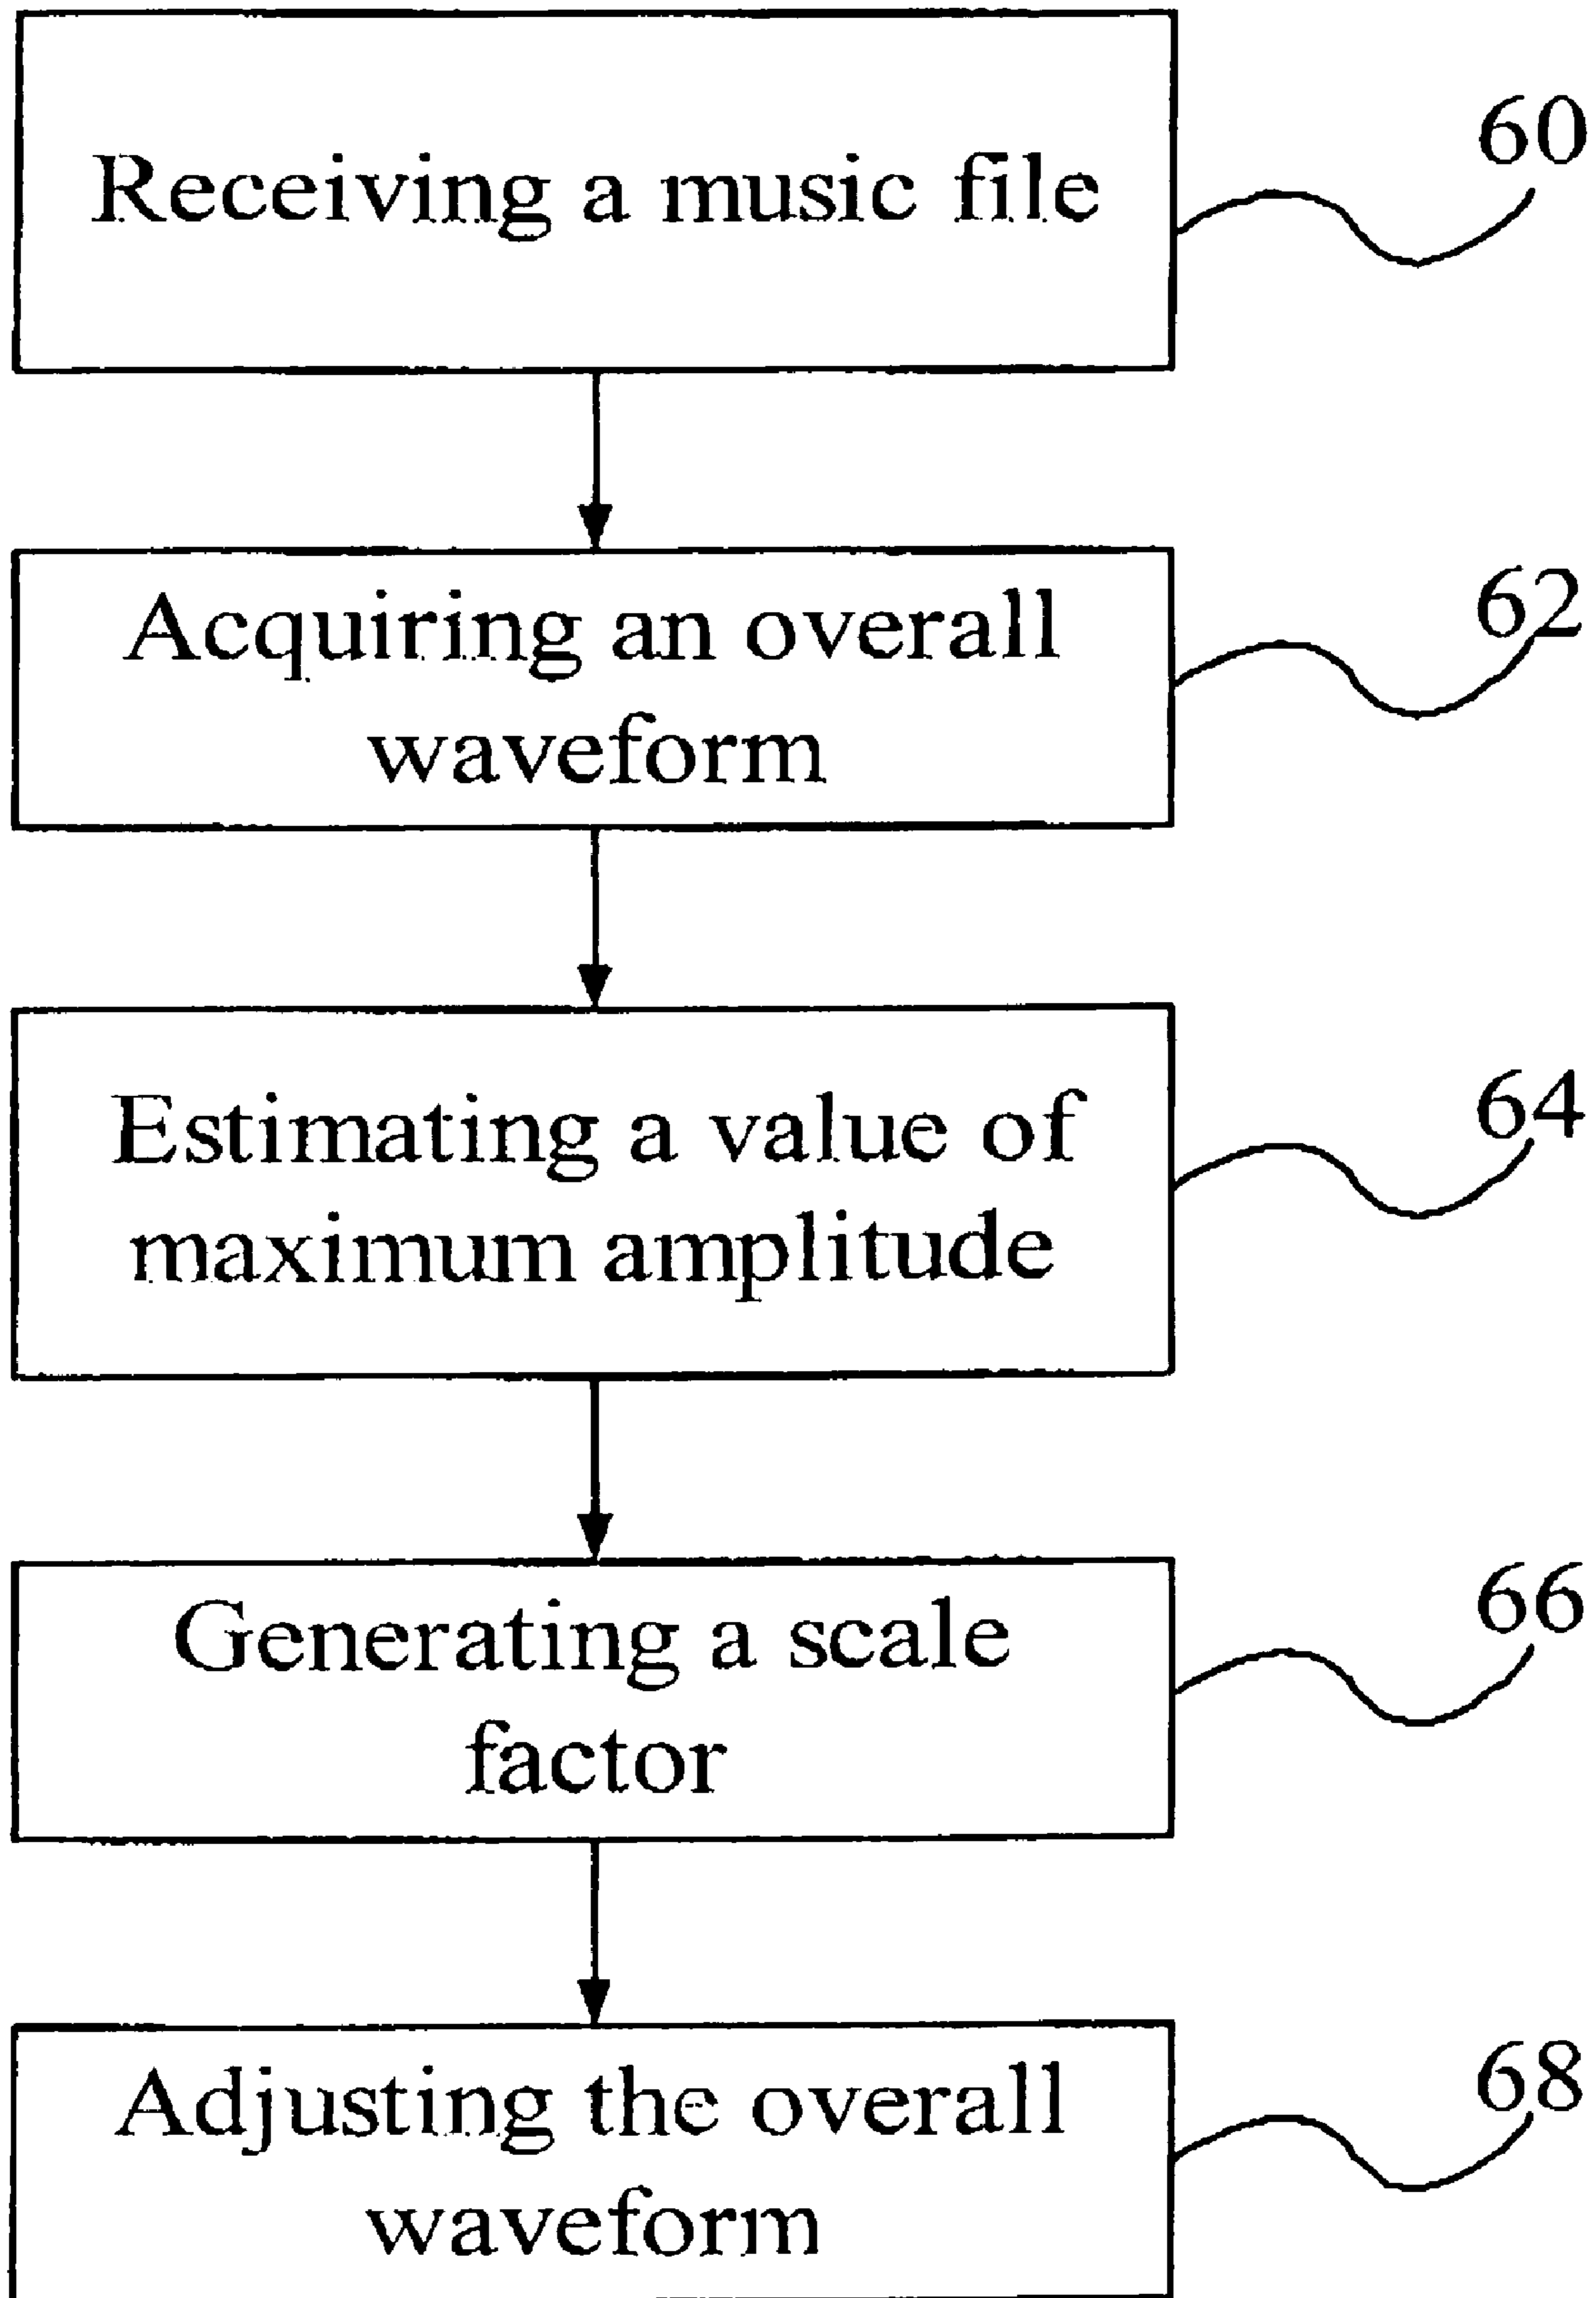 Receiving a music file
60
Acquiring an overall
waveform
62
Estimating a value of
maximum amplitude
64
Generating a scale
factor
66
Adjusting the overall
waveform
68